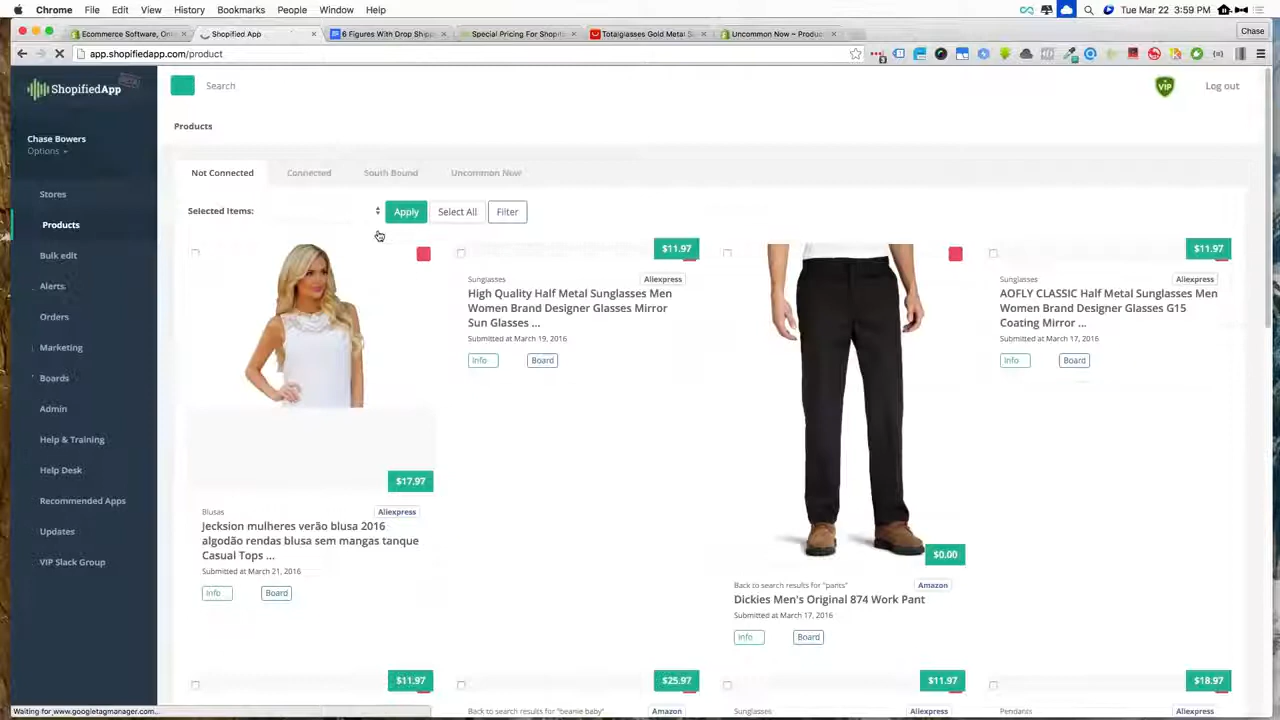 Chrome File Edit View History Bookmarks People Window Help
Tue Mar 22 3:59 PM
Ecommerce Software, Onl
Shopified App
6 Figures With Drop Shipp
Special Pricing For Shopifi
Totalglasses Gold Metal S
Uncommon Now ~ Produc
Chase
app.shopifiedapp.com/product
ShopifiedApp
BETA
Search
VIP
Log out
Chase Bowers
Options
Products
Stores
Products
Bulk edit
Alerts
Orders
Marketing
Boards
Admin
Help & Training
Help Desk
Recommended Apps
Updates
VIP Slack Group
Not Connected
Connected
South Bound
Uncommon Now
Selected Items:
Apply
Select All
Filter
$17.97
Blusas
Aliexpress
Jecksion mulheres verão blusa 2016
algodão rendas blusa sem mangas tanque
Casual Tops ...
Submitted at March 21, 2016
Info
Board
$11.97
Sunglasses
Aliexpress
High Quality Half Metal Sunglasses Men
Women Brand Designer Glasses Mirror
Sun Glasses ...
Submitted at March 19, 2016
Info
Board
$0.00
Back to search results for "pants"
Amazon
Dickies Men's Original 874 Work Pant
Submitted at March 17, 2016
Info
Board
$11.97
Sunglasses
Aliexpress
AOFLY CLASSIC Half Metal Sunglasses Men
Women Brand Designer Glasses G15
Coating Mirror ...
Submitted at March 17, 2016
Info
Board
$11.97
$25.97
Back to search results for "beanie baby"
Amazon
$11.97
Sunglasses
Aliexpress
$18.97
Pendants
Aliexpress
Waiting for www.googletagmanager.com...